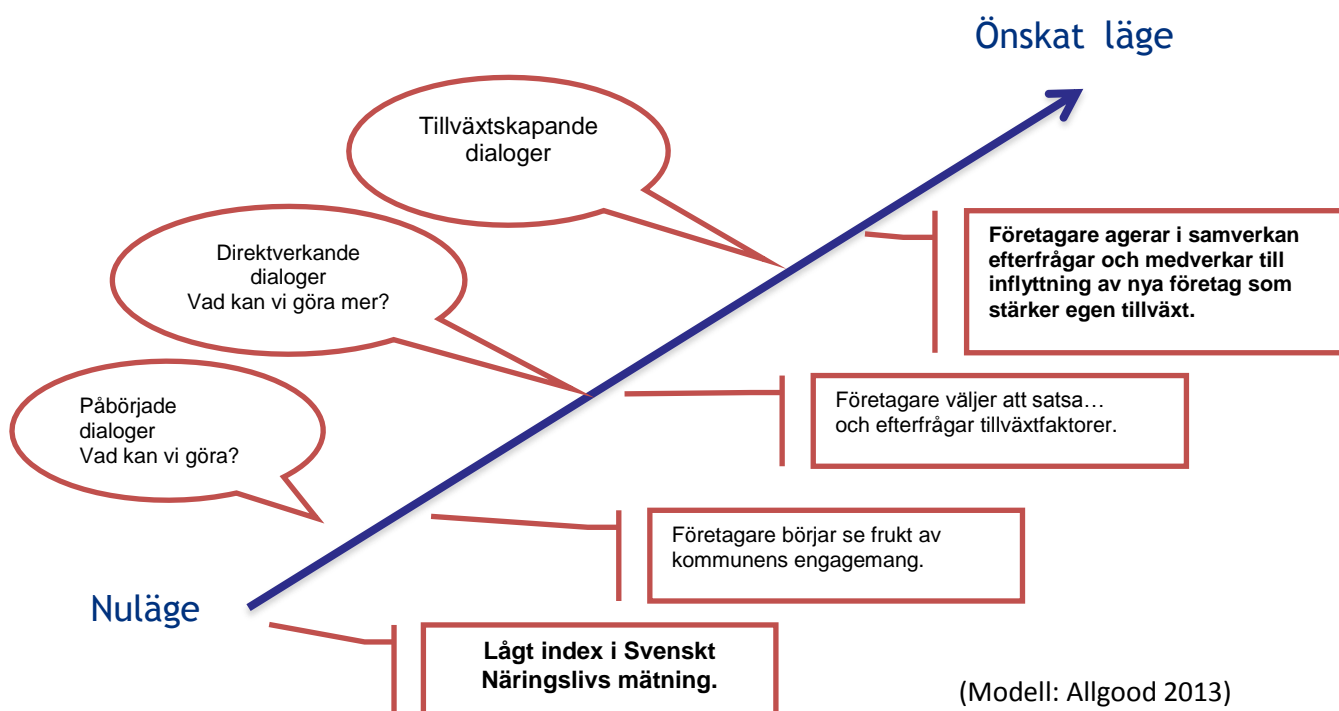 Önskat läge
Tillväxtskapande
dialoger
Direktverkande
dialoger
Vad kan vi göra mer?
Företagare agerar i samverkan
efterfrågar och medverkar till
inflyttning av nya företag som
stärker egen tillväxt.
Påbörjade
dialoger
Vad kan vi göra?
Företagare väljer att satsa…
och efterfrågar tillväxtfaktorer.
Företagare börjar se frukt av
kommunens engagemang.
Nuläge
Lågt index i Svenskt
Näringslivs mätning.
(Modell: Allgood 2013)